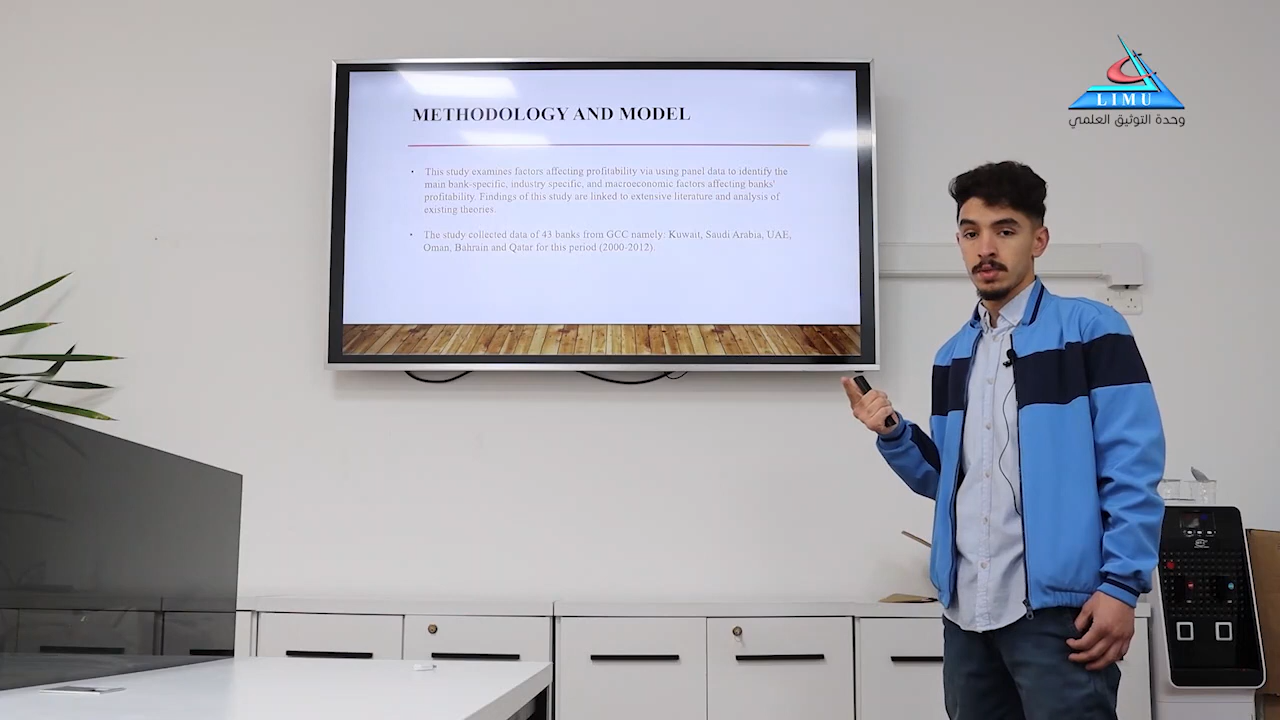 METHODOLOGY AND MODEL
• This study examines factors affecting profitability via using panel data to identify the
main bank-specific, industry specific, and macroeconomic factors affecting banks'
profitability. Findings of this study are linked to extensive literature and analysis of
existing theories.
• The study collected data of 43 banks from GCC namely: Kuwait, Saudi Arabia, UAE,
Oman, Bahrain and Qatar for this period (2000-2012).
LIMU
وحدة التوثيق العلمي